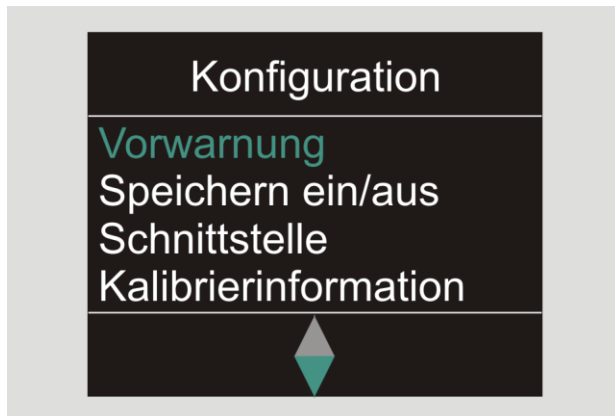 Konfiguration
Vorwarnung
Speichern ein/aus
Schnittstelle
Kalibrierinformation